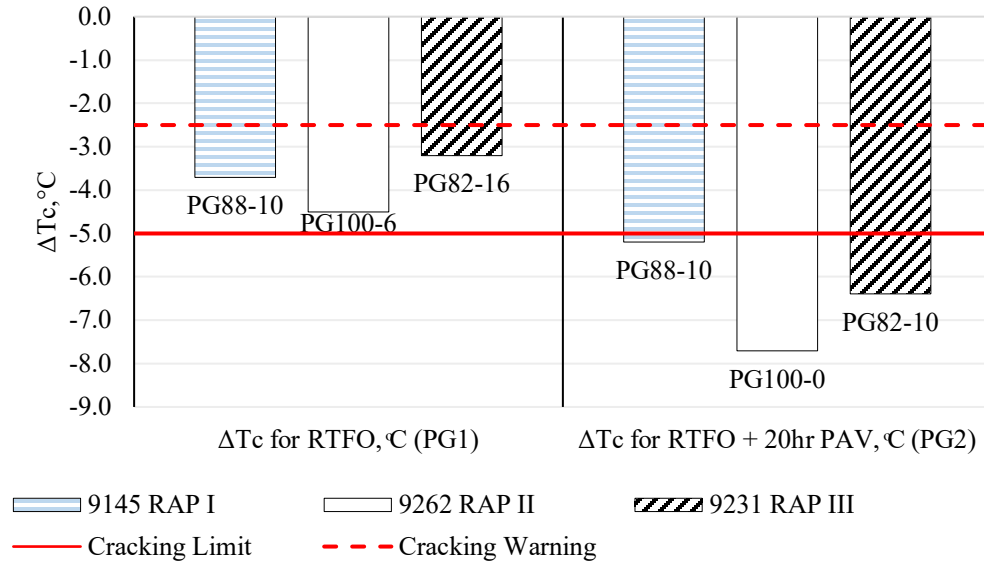 0.0
-1.0
-2.0
-3.0
-4.0
-5.0
-6.0
-7.0
-8.0
-9.0
ΔTc,°C
PG88-10
PG100-6
PG82-16
PG88-10
PG100-0
PG82-10
ΔTc for RTFO,°C (PG1)
ΔTc for RTFO + 20hr PAV,°C (PG2)
9145 RAP I
9262 RAP II
9231 RAP III
Cracking Limit
Cracking Warning